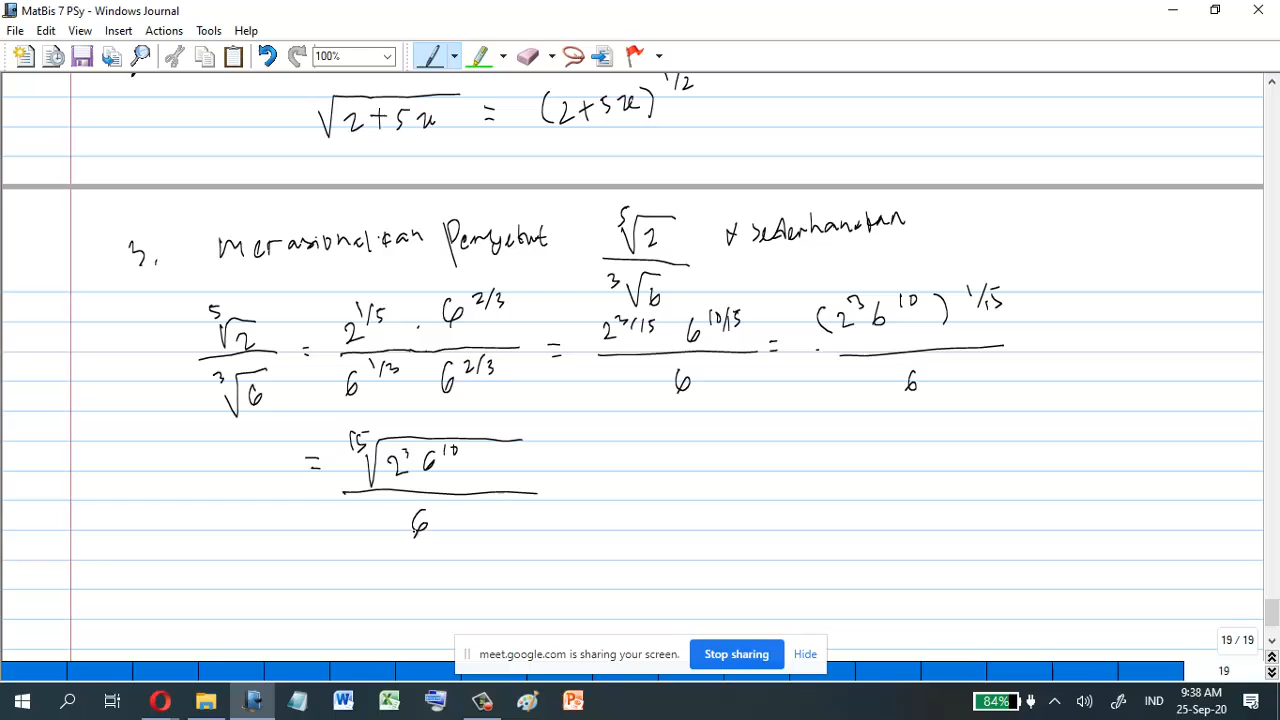 MatBis 7 PSy - Windows Journal
File Edit View Insert Actions Tools Help
100%
√(2+5x) = (2+5x)^1/2
3. Merasionalkan Penyebut ⁵√2 / ³√6 & sederhanakan
⁵√2 / ³√6 = 2^1/5 · 6^2/3 / 6^1/3 6^2/3 = 2^3/15 6^10/15 / 6 = (2^3 6^10)^1/15 / 6
= ¹⁵√(2^3 6^10) / 6
19 / 19
meet.google.com is sharing your screen. Stop sharing Hide
19
84% IND 9:38 AM
25-Sep-20